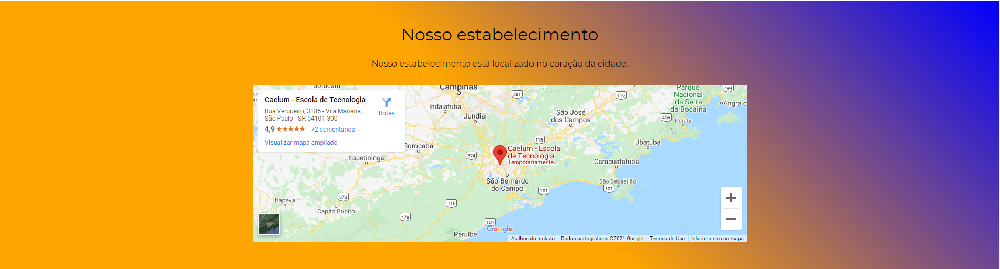 Nosso estabelecimento
Nosso estabelecimento está localizado no coração da cidade.
Caelum - Escola de Tecnologia
Rua Vergueiro, 3185 - Vila Mariana,
São Paulo - SP, 04101-300
4,9
72 comentários
Visualizar mapa ampliado
Rotas
Campinas
381
116
Parque
Nacional
da Serra
da Bocaina
494
Angra d
Indaiatuba
Jundiaí
São José
dos Campos
459
Paraty
Sorocaba
116
Ubatuba
Itapetininga
374
Caelum - Escola
de Tecnologia
Temporariamente...
Caraguatatuba
São Bernardo
do Campo
101
São Sebastião
101
Itapeva
373
116
Capão Bonito
478
101
Peruíbe
Google
Atalhos do teclado
Dados cartográficos ©2021 Google
Termos de Uso
Informar erro no mapa